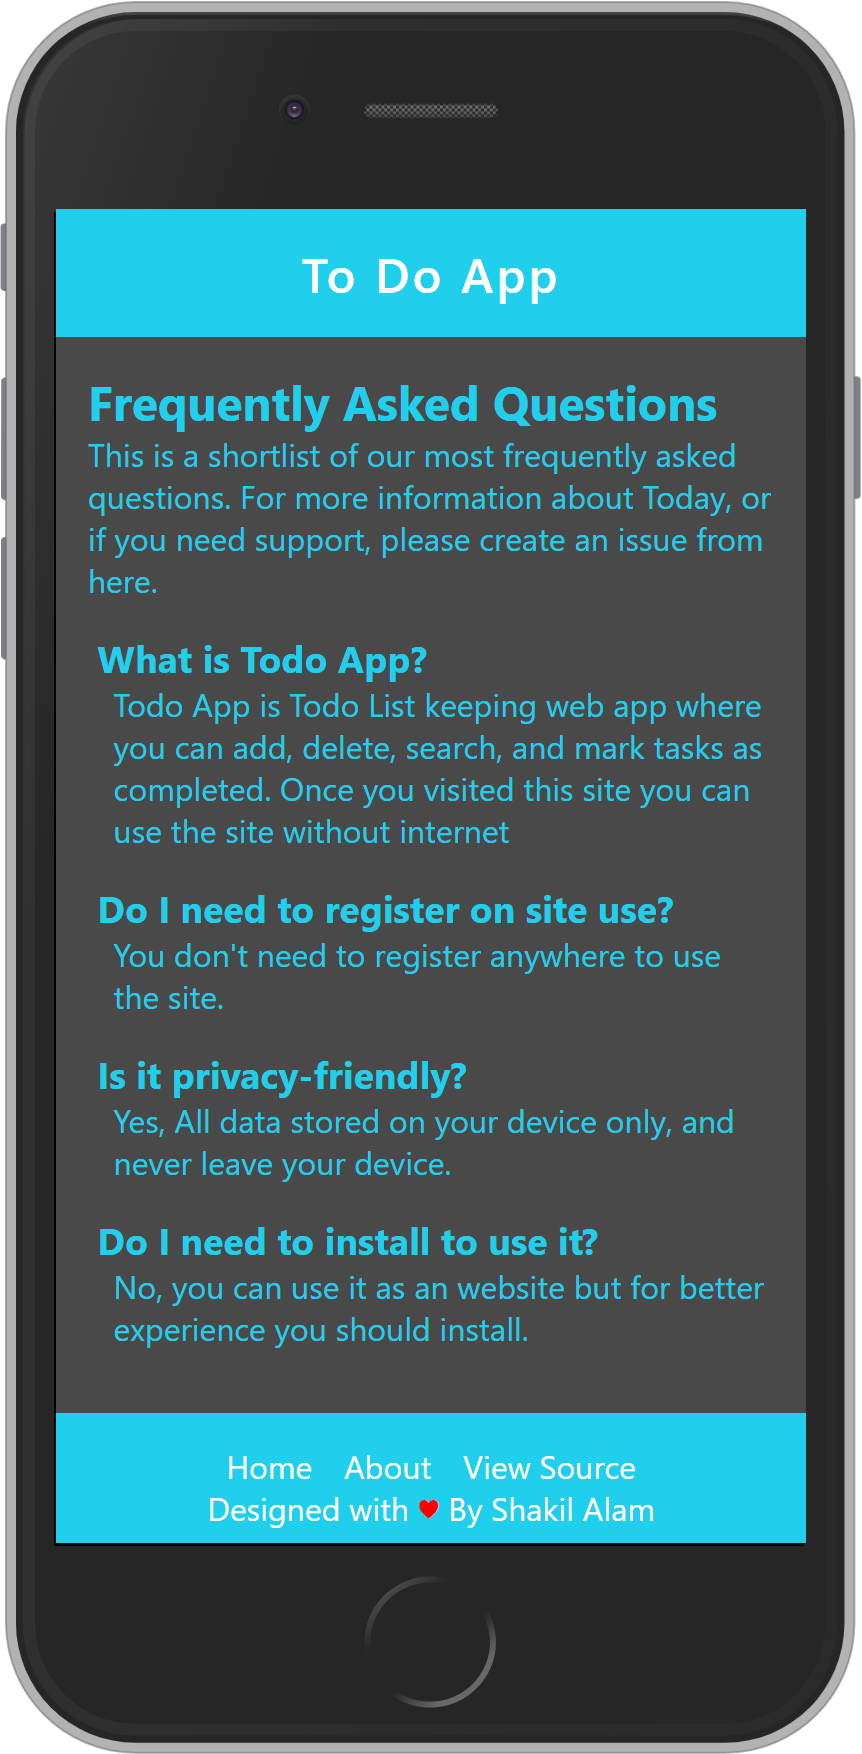 To Do App
Frequently Asked Questions
This is a shortlist of our most frequently asked
questions. For more information about Today, or
if you need support, please create an issue from
here.
What is Todo App?
Todo App is Todo List keeping web app where
you can add, delete, search, and mark tasks as
completed. Once you visited this site you can
use the site without internet
Do I need to register on site use?
You don't need to register anywhere to use
the site.
Is it privacy-friendly?
Yes, All data stored on your device only, and
never leave your device.
Do I need to install to use it?
No, you can use it as an website but for better
experience you should install.
Home About View Source
Designed with ❤ By Shakil Alam